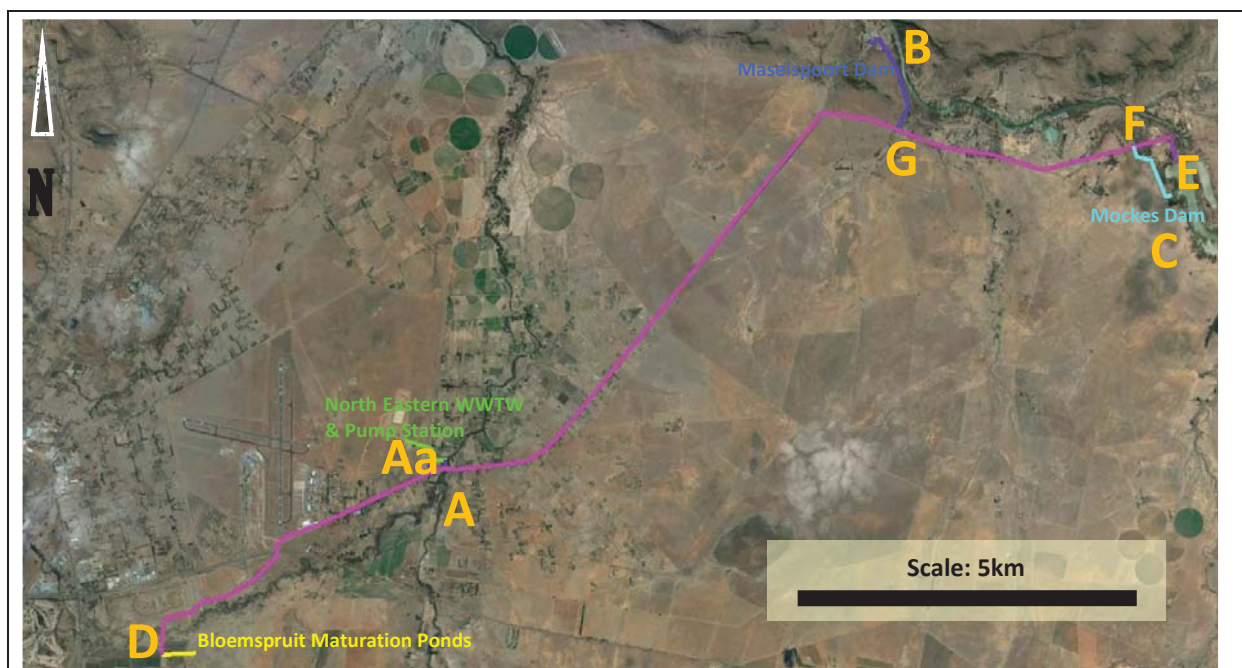 B
Maselspoort Dam
F
G
E
N
Mockes Dam
C
North Eastern WWTW
& Pump Station
Aa
A
Scale: 5km
D
Bloemspruit Maturation Ponds